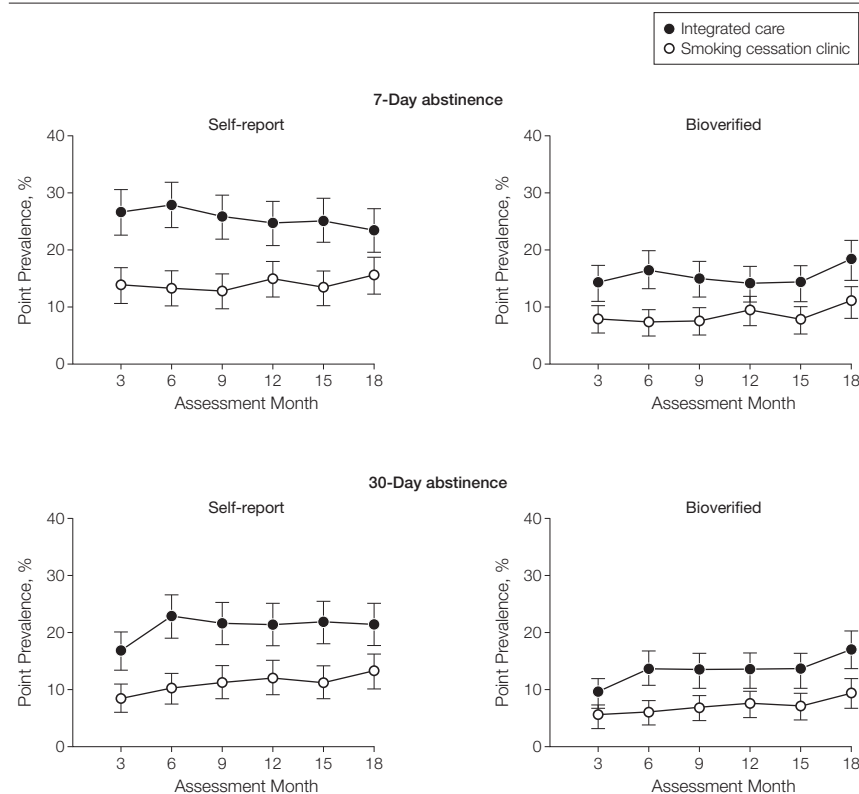 Integrated care
Smoking cessation clinic
7-Day abstinence
Self-report
Bioverified
40
30
20
10
0
Point Prevalence, %
3 6 9 12 15 18
Assessment Month
40
30
20
10
0
Point Prevalence, %
3 6 9 12 15 18
Assessment Month
30-Day abstinence
Self-report
Bioverified
40
30
20
10
0
Point Prevalence, %
3 6 9 12 15 18
Assessment Month
40
30
20
10
0
Point Prevalence, %
3 6 9 12 15 18
Assessment Month